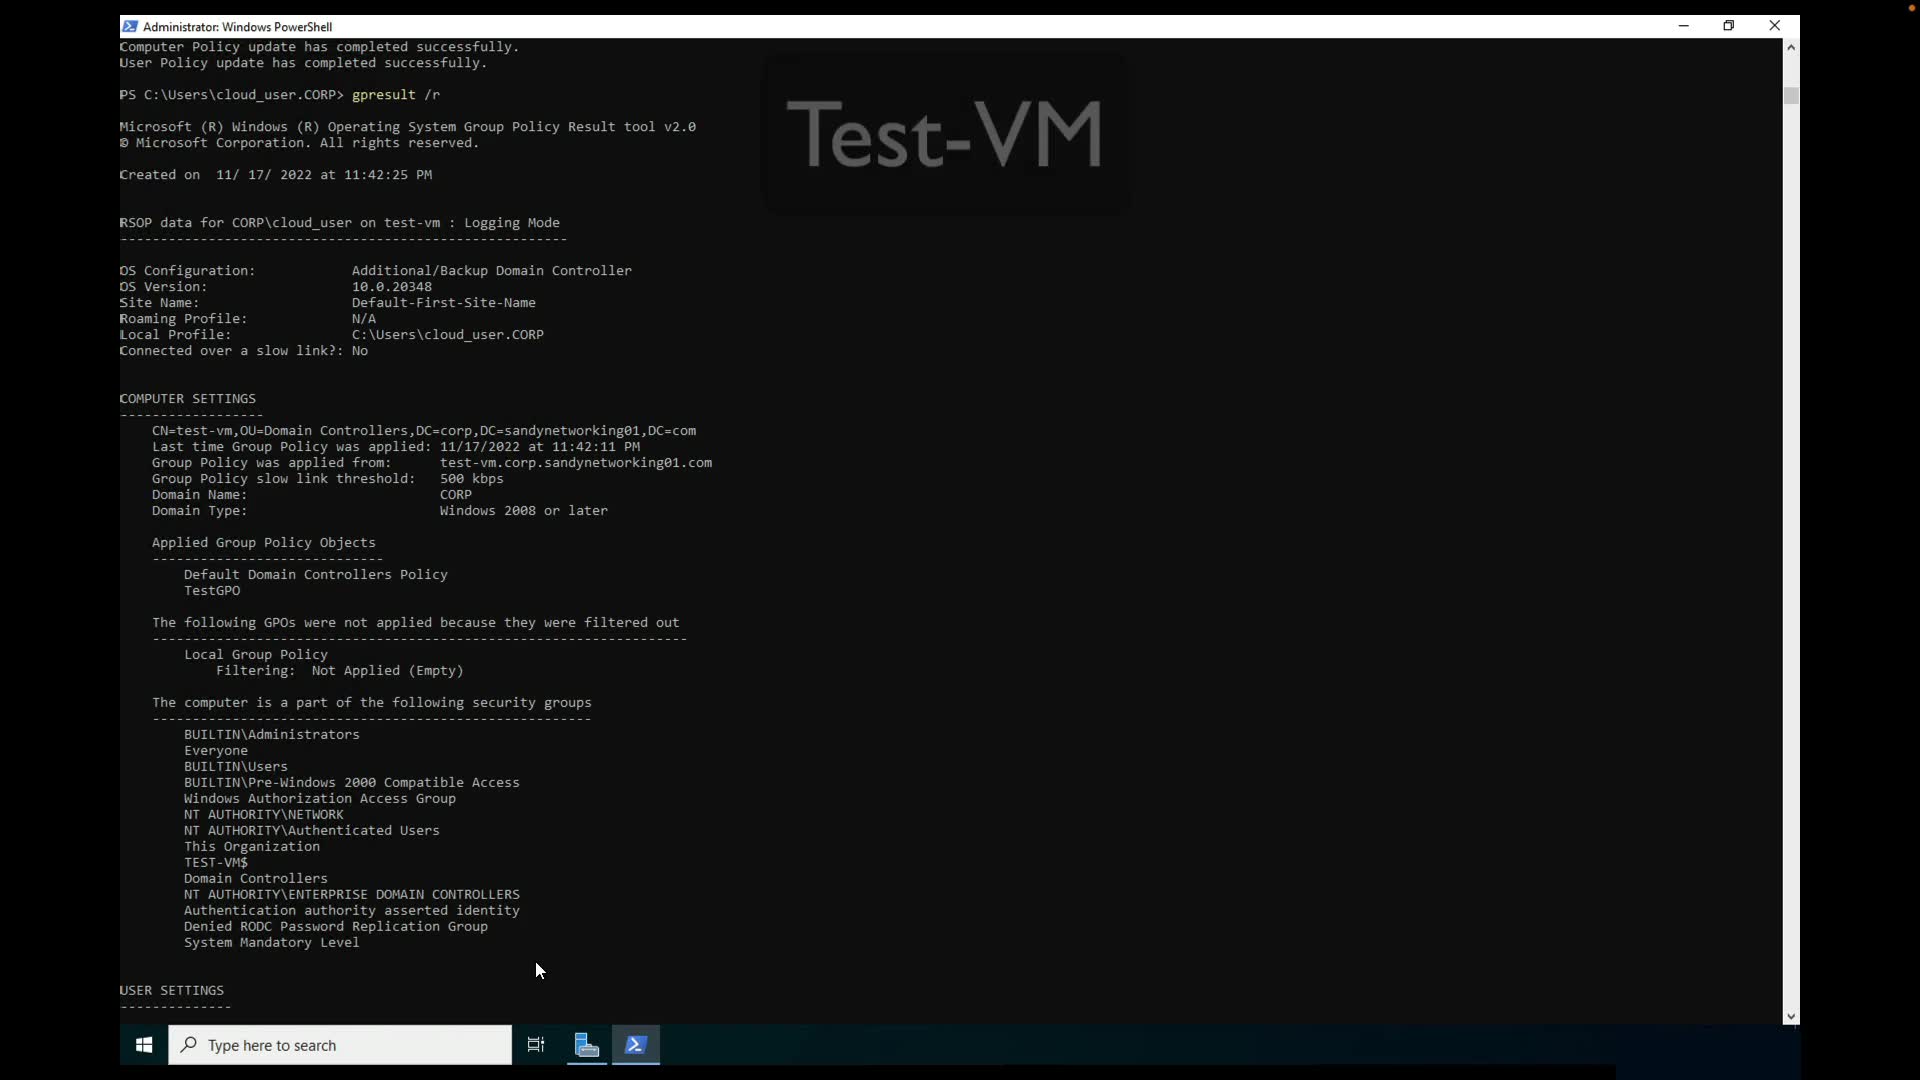 Administrator: Windows PowerShell
Computer Policy update has completed successfully.
User Policy update has completed successfully.
PS C:\Users\cloud_user.CORP> gpresult /r
Test-VM
Microsoft (R) Windows (R) Operating System Group Policy Result tool v2.0
© Microsoft Corporation. All rights reserved.
Created on  11/ 17/ 2022 at 11:42:25 PM
RSOP data for CORP\cloud_user on test-vm : Logging Mode
--------------------------------------------------------
OS Configuration:            Additional/Backup Domain Controller
OS Version:                  10.0.20348
Site Name:                   Default-First-Site-Name
Roaming Profile:             N/A
Local Profile:               C:\Users\cloud_user.CORP
Connected over a slow link?: No
COMPUTER SETTINGS
------------------
    CN=test-vm,OU=Domain Controllers,DC=corp,DC=sandynetworking01,DC=com
    Last time Group Policy was applied: 11/17/2022 at 11:42:11 PM
    Group Policy was applied from:      test-vm.corp.sandynetworking01.com
    Group Policy slow link threshold:   500 kbps
    Domain Name:                        CORP
    Domain Type:                        Windows 2008 or later
    Applied Group Policy Objects
    -----------------------------
        Default Domain Controllers Policy
        TestGPO
    The following GPOs were not applied because they were filtered out
    -------------------------------------------------------------------
        Local Group Policy
            Filtering:  Not Applied (Empty)
    The computer is a part of the following security groups
    -------------------------------------------------------
        BUILTIN\Administrators
        Everyone
        BUILTIN\Users
        BUILTIN\Pre-Windows 2000 Compatible Access
        Windows Authorization Access Group
        NT AUTHORITY\NETWORK
        NT AUTHORITY\Authenticated Users
        This Organization
        TEST-VM$
        Domain Controllers
        NT AUTHORITY\ENTERPRISE DOMAIN CONTROLLERS
        Authentication authority asserted identity
        Denied RODC Password Replication Group
        System Mandatory Level
USER SETTINGS
--------------
Type here to search